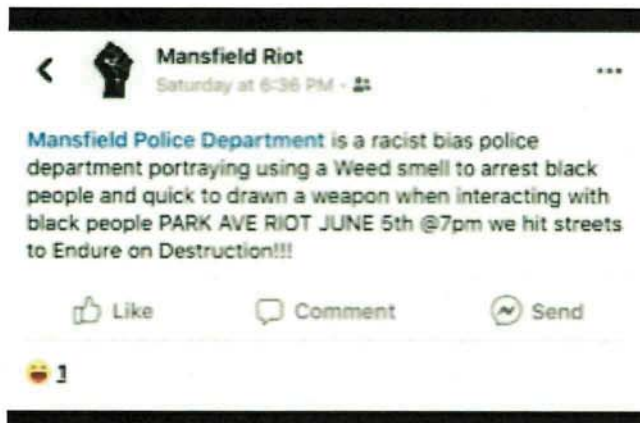 Mansfield Riot
Saturday at 6:36 PM -
Mansfield Police Department is a racist bias police
department portraying using a Weed smell to arrest black
people and quick to drawn a weapon when interacting with
black people PARK AVE RIOT JUNE 5th @7pm we hit streets
to Endure on Destruction!!!
Like Comment Send
1